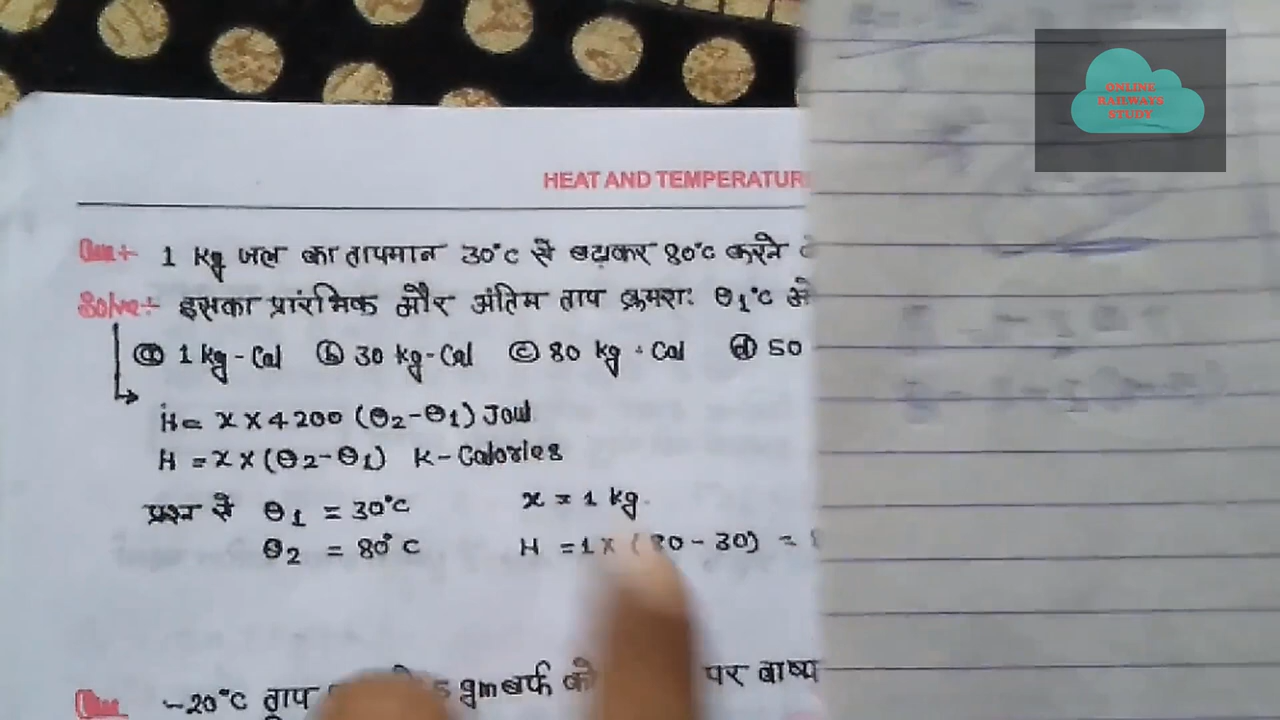 ONLINE
RAILWAYS
STUDY
HEAT AND TEMPERATUR
Que÷ 1 kg जल का तापमान 30°c से बढ़ाकर 80°c करने
Solve÷ इसका प्रारंभिक और अंतिम ताप क्रमशः θ1°c
ⓐ 1 kg-Cal ⓑ 30 kg-Cal ⓒ 80 kg-Cal ⓓ 50
H= x×4200 (θ2-θ1) Joul
H = x×(θ2-θ1) K-Calories
प्रश्न से θ1 = 30°c x = 1 kg.
θ2 = 80°c H = 1× (80-30) =
Que -20°c ताप gm बर्फ को पर वाष्प